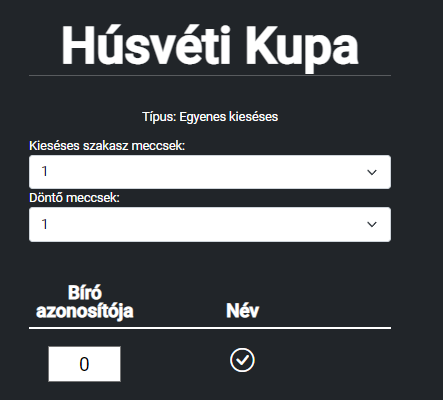 Húsvéti Kupa
Típus: Egyenes kieséses
Kieséses szakasz meccsek:
1
Döntő meccsek:
1
Bíró
azonosítója
Név
0